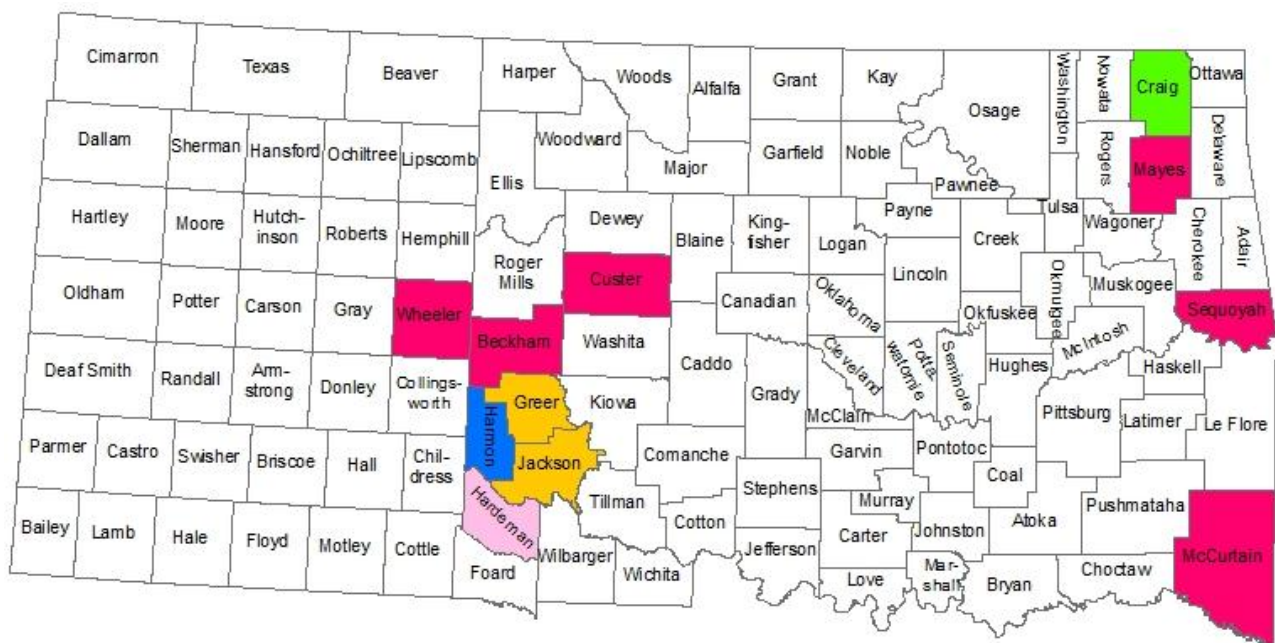 Cimarron
Texas
Beaver
Harper
Woods
Alfalfa
Grant
Kay
Osage
Washington
Nowata
Craig
Ottawa
Dallam
Sherman
Hansford
Ochiltree
Lipscomb
Ellis
Woodward
Major
Garfield
Noble
Pawnee
Rogers
Mayes
Delaware
Hartley
Moore
Hutch-
inson
Roberts
Hemphill
Roger
Mills
Dewey
Blaine
King-
fisher
Logan
Payne
Creek
Tulsa
Wagoner
Cherokee
Adair
Oldham
Potter
Carson
Gray
Wheeler
Beckham
Custer
Washita
Canadian
Oklahoma
Lincoln
Okfuskee
Okmulgee
Muskogee
McIntosh
Sequoyah
Deaf Smith
Randall
Arm-
strong
Donley
Collings-
worth
Greer
Harmon
Kiowa
Caddo
Grady
Cleveland
McClain
Potta
watomie
Seminole
Hughes
Pittsburg
Haskell
Latimer
Le Flore
Parmer
Castro
Swisher
Briscoe
Hall
Chil-
dress
Jackson
Hardeman
Tillman
Comanche
Cotton
Stephens
Garvin
Murray
Pontotoc
Coal
Johnston
Atoka
Pushmataha
McCurtain
Bailey
Lamb
Hale
Floyd
Motley
Cottle
Foard
Wilbarger
Wichita
Jefferson
Carter
Love
Mar-
shall
Bryan
Choctaw